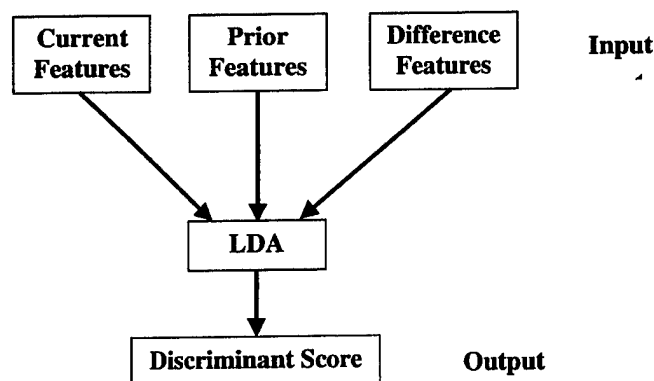 Current Features
Prior Features
Difference Features
Input
LDA
Discriminant Score
Output